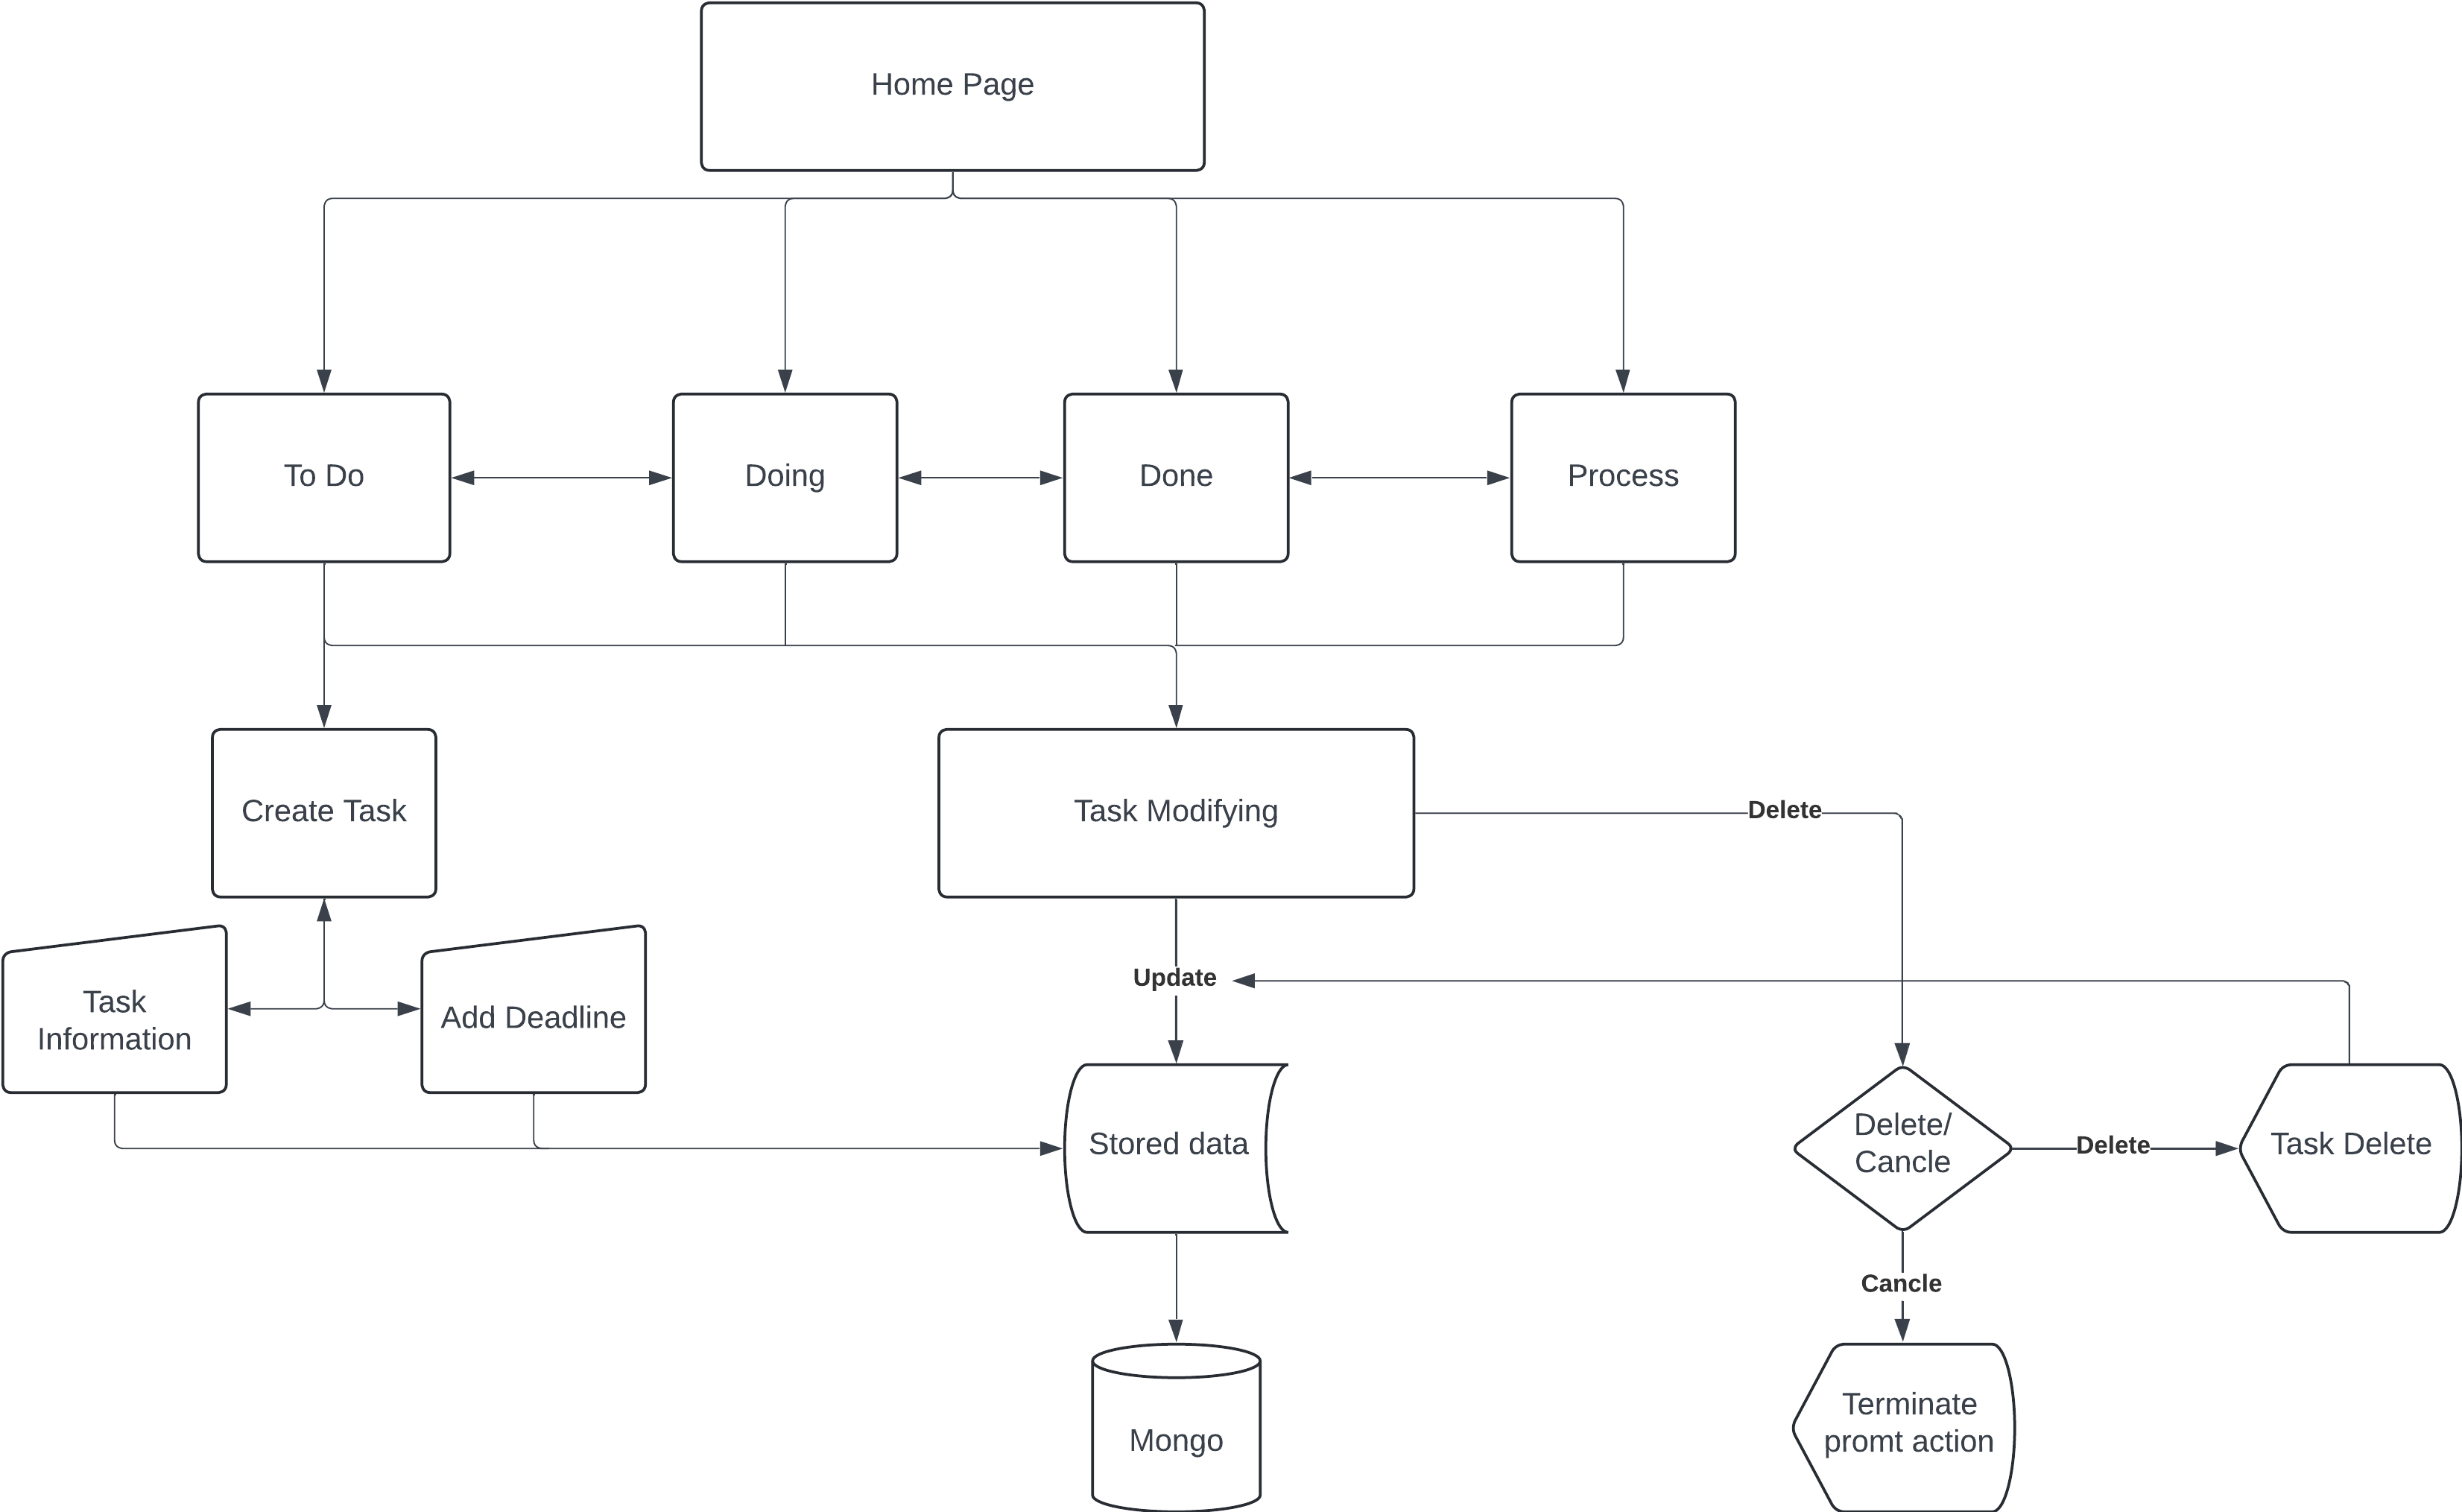 Home Page
To Do
Doing
Done
Process
Create Task
Task Modifying
Delete
Update
Task
Information
Add Deadline
Stored data
Delete/
Cancle
Delete
Task Delete
Cancle
Terminate
promt action
Mongo